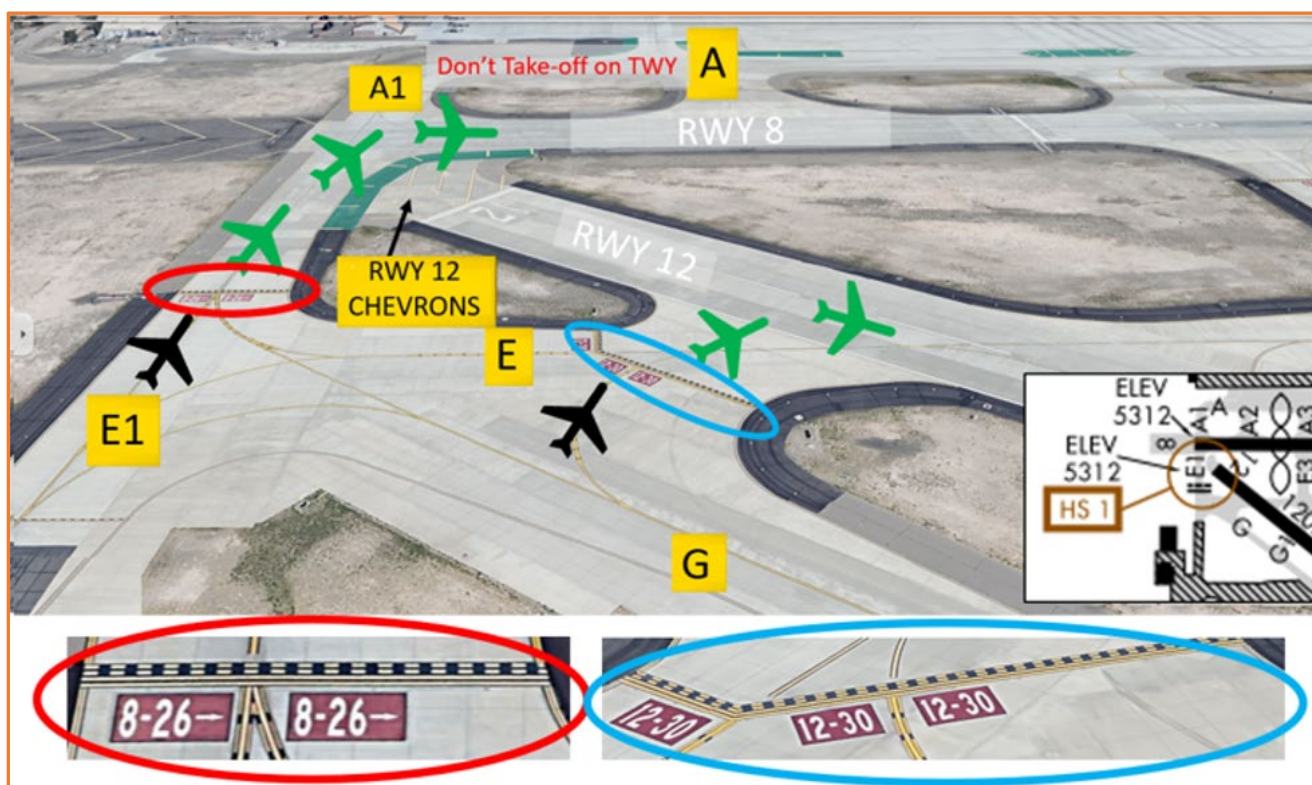 Don't Take-off on TWY
A
A1
RWY 8
RWY 12
RWY 12
CHEVRONS
E
E1
G
ELEV
5312
A1
A
A2
A3
8
ELEV
5312
E1
E3
HS 1
G
G1
8-26→ 8-26→
12-30 12-30 12-30